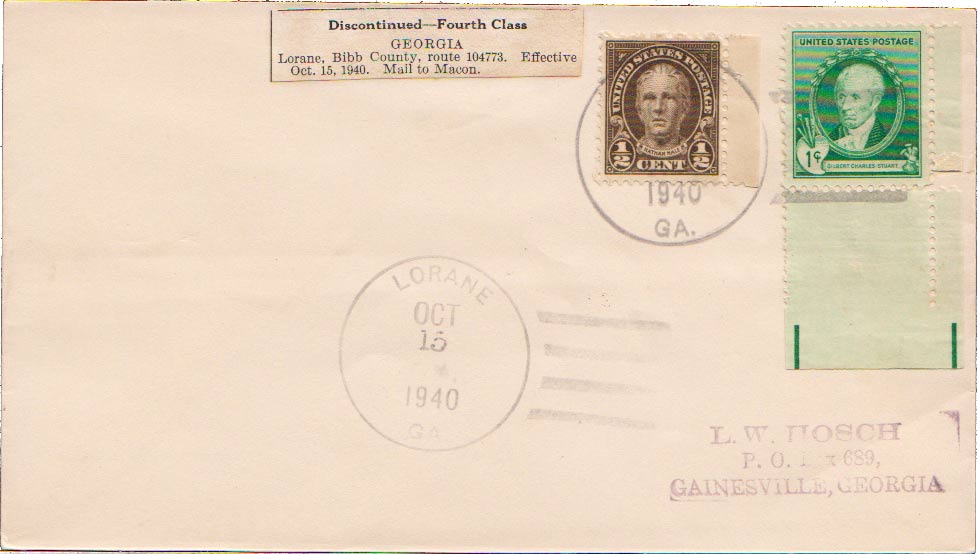 Discontinued—Fourth Class
GEORGIA
Lorane, Bibb County, route 104773. Effective
Oct. 15, 1940. Mail to Macon.
UNITED STATES POSTAGE
NATHAN HALE
1/2 CENT 1/2
UNITED STATES POSTAGE
1¢
GILBERT CHARLES STUART
1940
GA.
LORANE
OCT
15
1940
GA
L. W. HOSCH
P. O. 689,
GAINESVILLE, GEORGIA